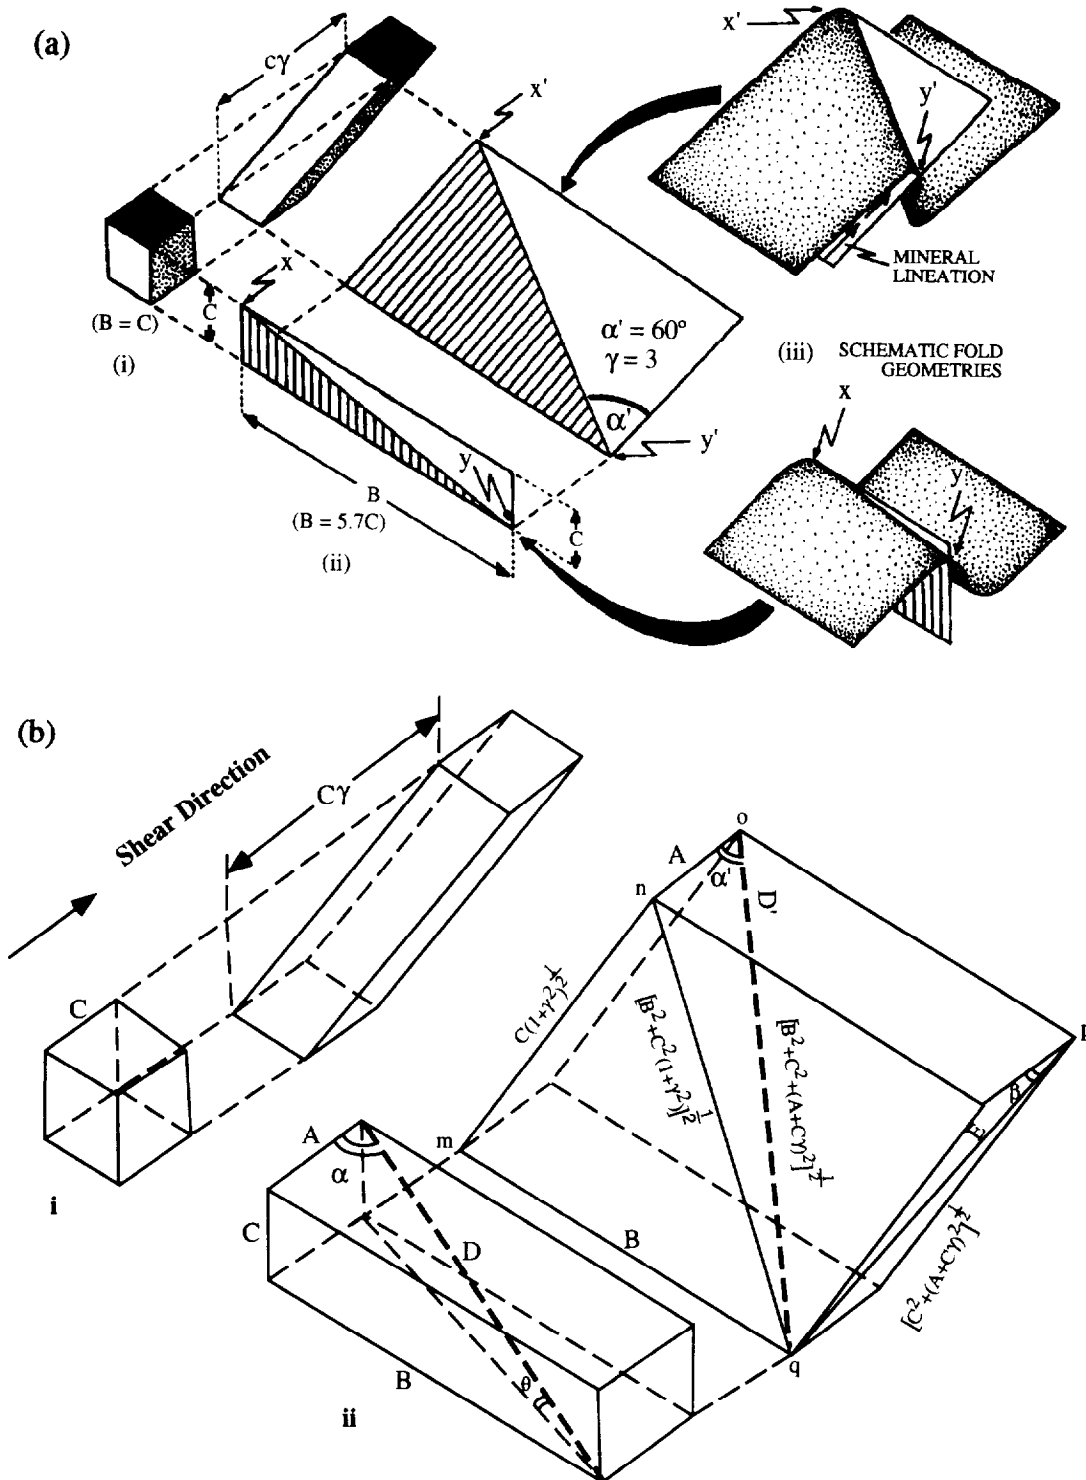 (a)
cγ
x'
x'
y'
MINERAL
LINEATION
(B = C)
(i)
C
x
α' = 60°
γ = 3
α'
(iii) SCHEMATIC FOLD
GEOMETRIES
x
y
y'
y
B
(B = 5.7C)
(ii)
C
(b)
Shear Direction
Cγ
C
i
o
A
α'
n
D'
C(1+γ²)½
[B²+C²(1+γ²)]½
[B²+C²+(A+Cγ)²]½
p
β
E
[C²+(A+Cγ)²]½
m
A
α
C
D
B
B
θ
q
ii